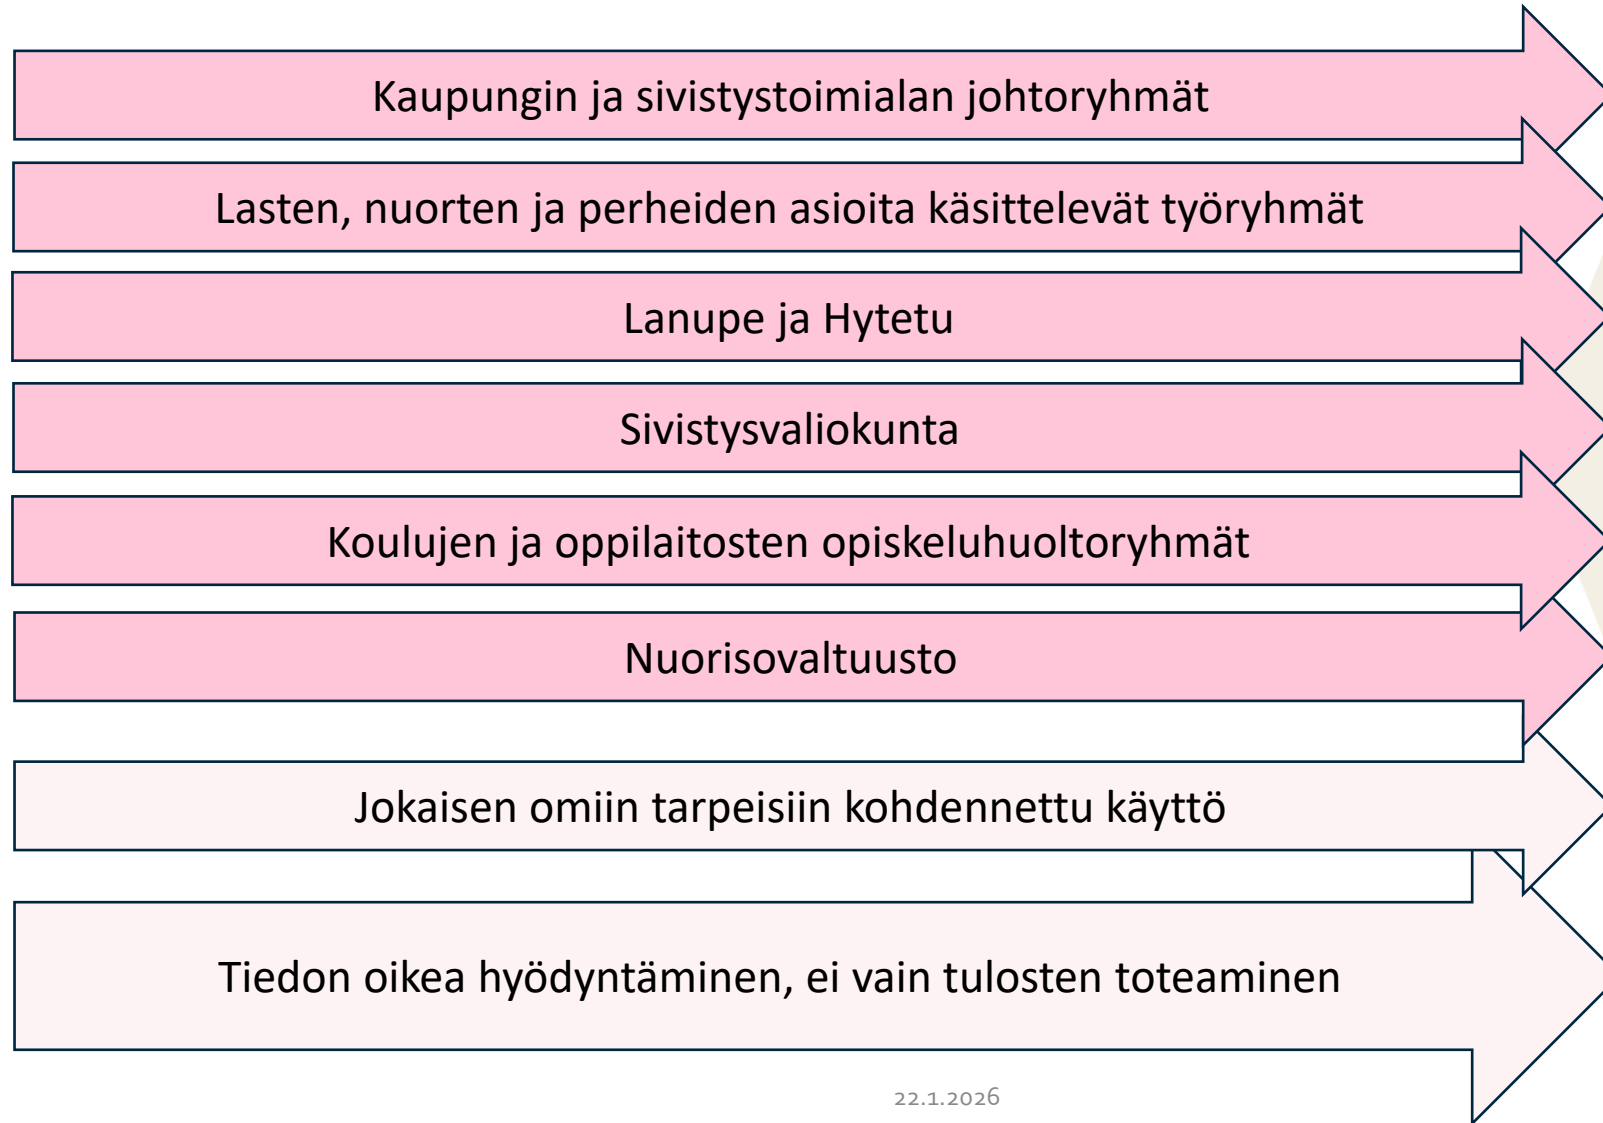 Kaupungin ja sivistystoimialan johtoryhmät
Lasten, nuorten ja perheiden asioita käsittelevät työryhmät
Lanupe ja Hytetu
Sivistysvaliokunta
Koulujen ja oppilaitosten opiskeluhuoltoryhmät
Nuorisovaltuusto
Jokaisen omiin tarpeisiin kohdennettu käyttö
Tiedon oikea hyödyntäminen, ei vain tulosten toteaminen
22.1.2026